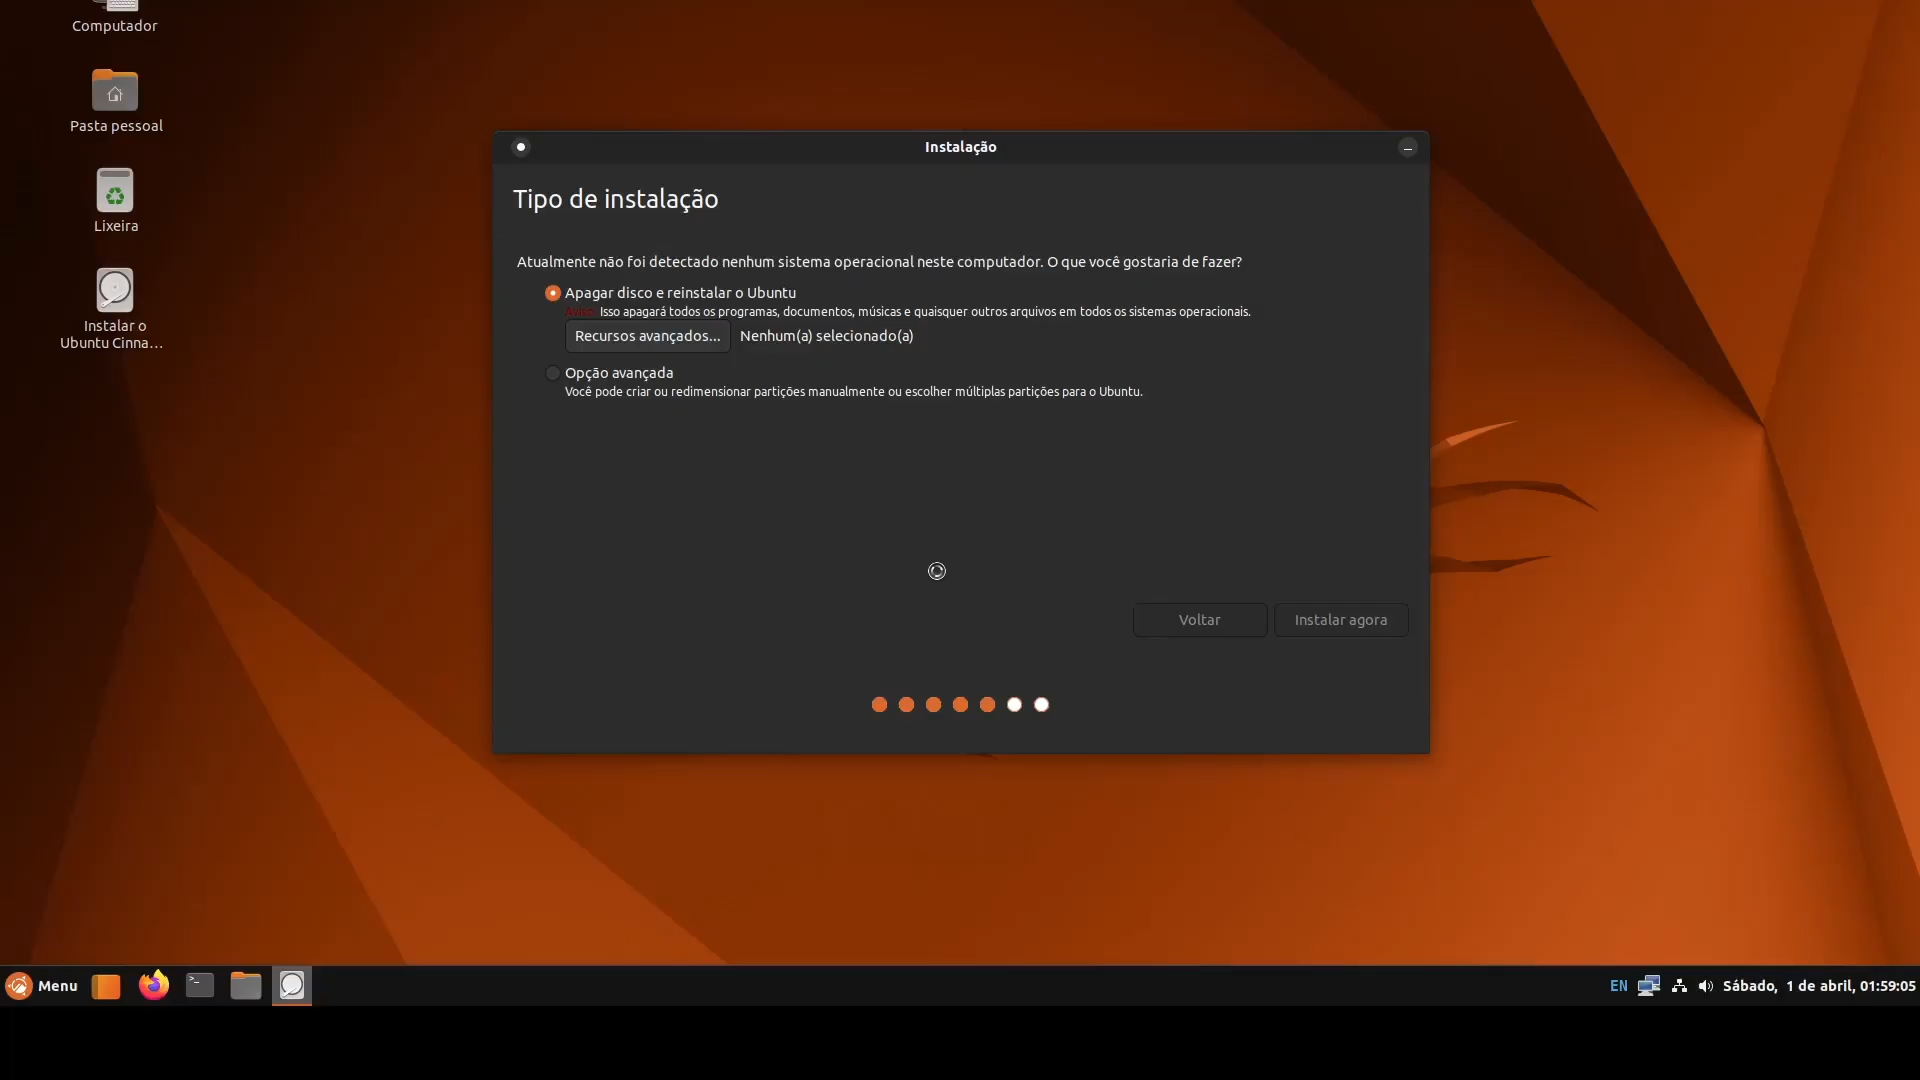 Computador
Pasta pessoal
Lixeira
Instalar o
Ubuntu Cinna...
Instalação
Tipo de instalação
Atualmente não foi detectado nenhum sistema operacional neste computador. O que você gostaria de fazer?
Apagar disco e reinstalar o Ubuntu
Aviso: Isso apagará todos os programas, documentos, músicas e quaisquer outros arquivos em todos os sistemas operacionais.
Recursos avançados... Nenhum(a) selecionado(a)
Opção avançada
Você pode criar ou redimensionar partições manualmente ou escolher múltiplas partições para o Ubuntu.
Voltar Instalar agora
Menu EN Sábado, 1 de abril, 01:59:05